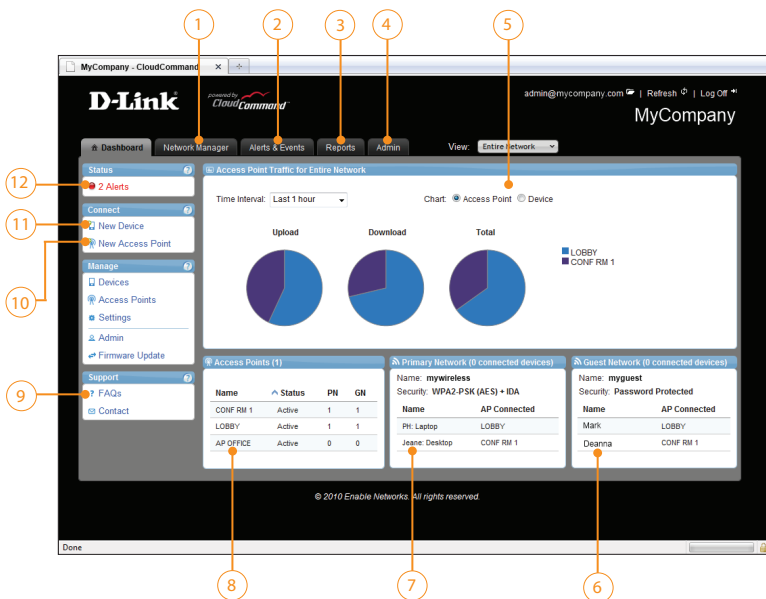 1 2 3 4 5
MyCompany - CloudCommand
D-Link
powered by
CloudCommand
admin@mycompany.com | Refresh | Log Off
MyCompany
Dashboard Network Manager Alerts & Events Reports Admin View: Entire Network
Status ?
12 2 Alerts
Connect ?
11 New Device
10 New Access Point
Manage ?
Devices
Access Points
Settings
Admin
Firmware Update
Support ?
9 ? FAQs
Contact
Access Point Traffic for Entire Network
Time Interval: Last 1 hour Chart: Access Point Device
Upload Download Total
LOBBY
CONF RM 1
Access Points (1)
Name Status PN GN
CONF RM 1 Active 1 1
LOBBY Active 1 1
AP OFFICE Active 0 0
Primary Network (0 connected devices)
Name: mywireless
Security: WPA2-PSK (AES) + IDA
Name AP Connected
PH: Laptop LOBBY
Jeane: Desktop CONF RM 1
Guest Network (0 connected devices)
Name: myguest
Security: Password Protected
Name AP Connected
Mark LOBBY
Deanna CONF RM 1
© 2010 Enable Networks. All rights reserved.
Done
8 7 6